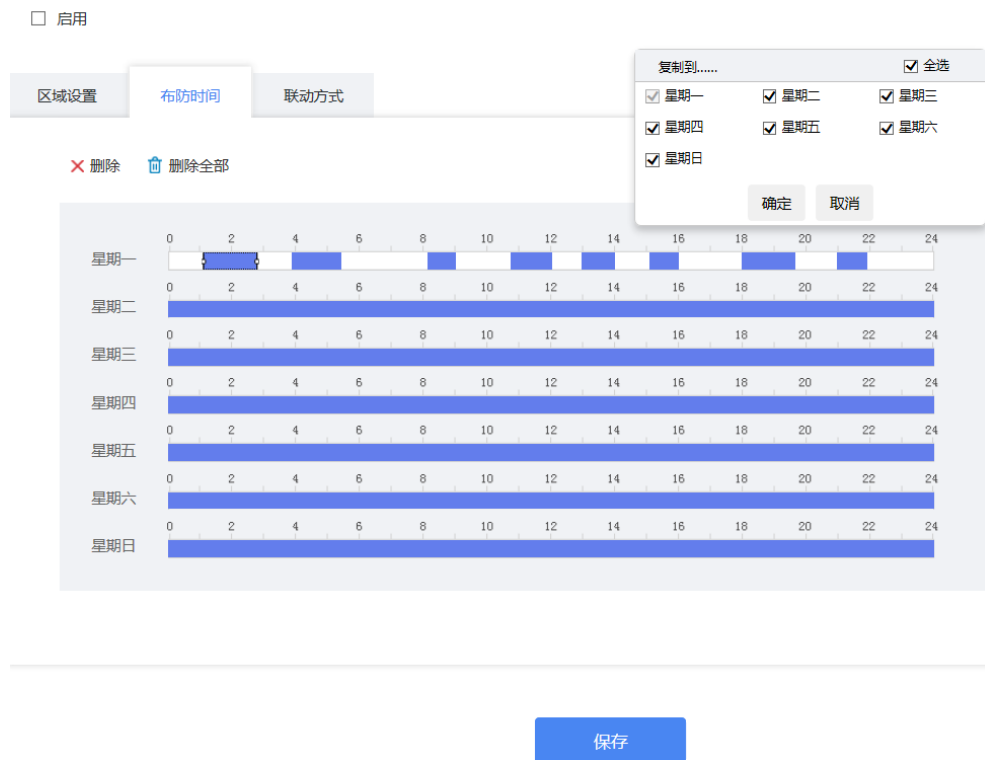 启用
复制到…… 全选
星期一 星期二 星期三
星期四 星期五 星期六
星期日
确定 取消
区域设置 布防时间 联动方式
删除 删除全部
0 2 4 6 8 10 12 14 16 18 20 22 24
星期一
0 2 4 6 8 10 12 14 16 18 20 22 24
星期二
0 2 4 6 8 10 12 14 16 18 20 22 24
星期三
0 2 4 6 8 10 12 14 16 18 20 22 24
星期四
0 2 4 6 8 10 12 14 16 18 20 22 24
星期五
0 2 4 6 8 10 12 14 16 18 20 22 24
星期六
0 2 4 6 8 10 12 14 16 18 20 22 24
星期日
保存